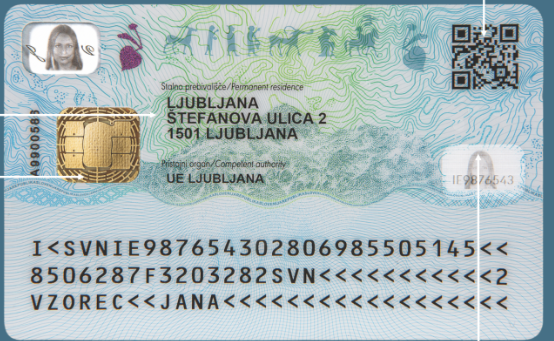 Stalno prebivališče/Permanent residence
LJUBLJANA
ŠTEFANOVA ULICA 2
1501 LJUBLJANA
A9900583
Pristojni organ/Competent authority
UE LJUBLJANA
IE9876543
I<SVNIE987654302806985505145<<
8506287F3203282SVN<<<<<<<<<<<2
VZOREC<<JANA<<<<<<<<<<<<<<<<<<